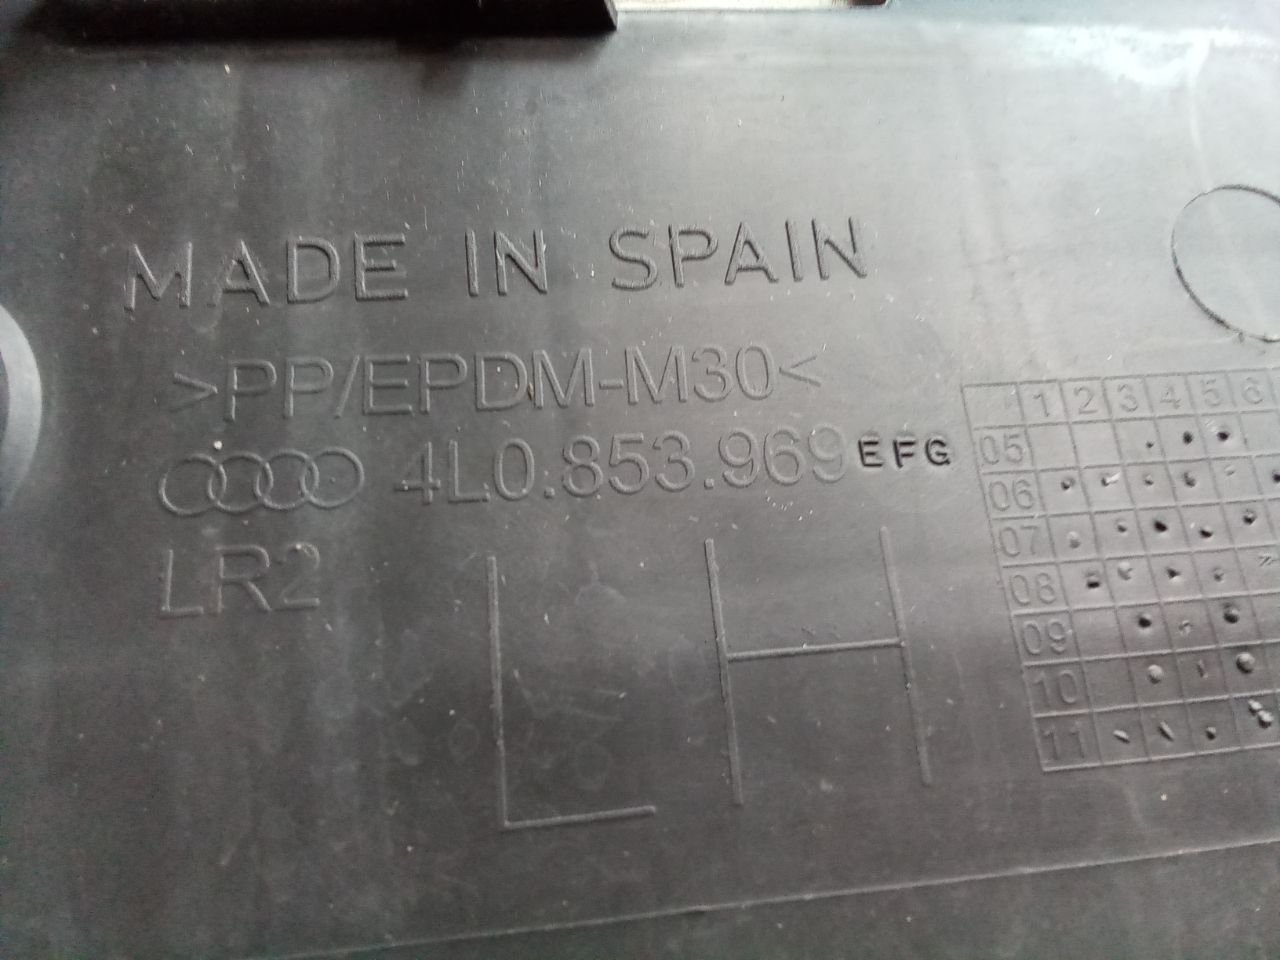 MADE IN SPAIN
>PP/EPDM-M30<
4L0.853.969 EFG
LR2
LH
1 2 3 4 5 6
05
06
07
08
09
10
11